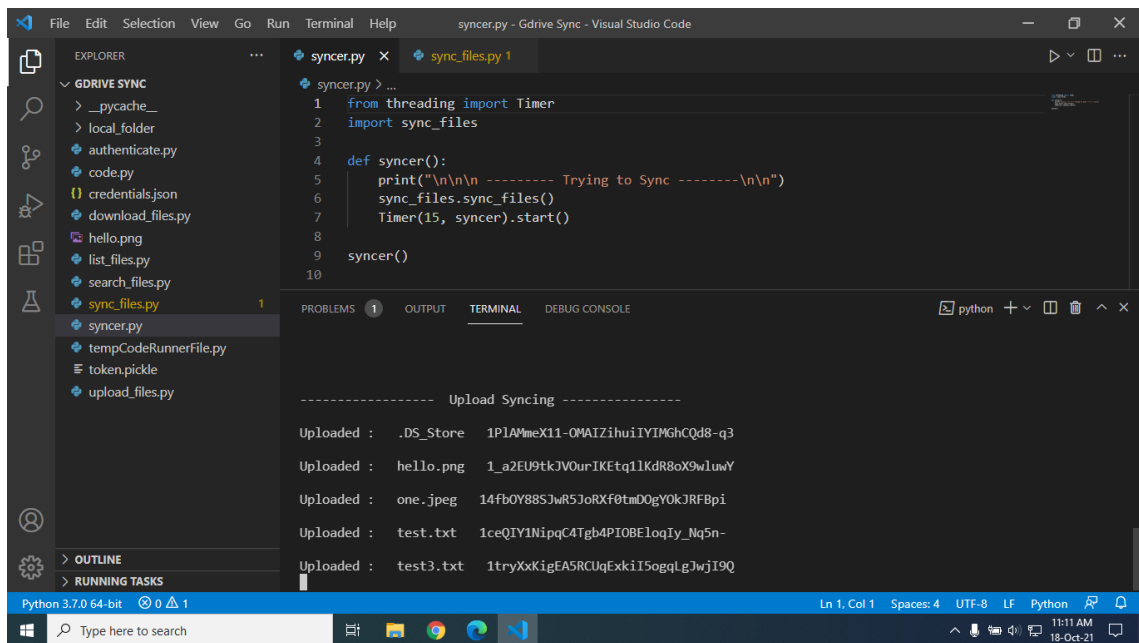 File Edit Selection View Go Run Terminal Help syncer.py - Gdrive Sync - Visual Studio Code
EXPLORER ...
GDRIVE SYNC
__pycache__
local_folder
authenticate.py
code.py
{} credentials.json
download_files.py
hello.png
list_files.py
search_files.py
sync_files.py 1
syncer.py
tempCodeRunnerFile.py
token.pickle
upload_files.py
OUTLINE
RUNNING TASKS
syncer.py sync_files.py 1
syncer.py > ...
1 from threading import Timer
2 import sync_files
3
4 def syncer():
5 print("\n\n\n --------- Trying to Sync --------\n\n")
6 sync_files.sync_files()
7 Timer(15, syncer).start()
8
9 syncer()
10
PROBLEMS 1 OUTPUT TERMINAL DEBUG CONSOLE python
------------------ Upload Syncing ----------------
Uploaded : .DS_Store 1PlAMmeX11-OMAIZihuiIYIMGhCQd8-q3
Uploaded : hello.png 1_a2EU9tkJVOurIKEtq1lKdR8oX9wluwY
Uploaded : one.jpeg 14fbOY88SJwR5JoRXf0tmDOgYOkJRFBpi
Uploaded : test.txt 1ceQIY1NipqC4Tgb4PIOBEloqIy_Nq5n-
Uploaded : test3.txt 1tryXxKigEA5RCUqExkiI5ogqLgJwjI9Q
Python 3.7.0 64-bit 0 1 Ln 1, Col 1 Spaces: 4 UTF-8 LF Python
Type here to search 11:11 AM
18-Oct-21